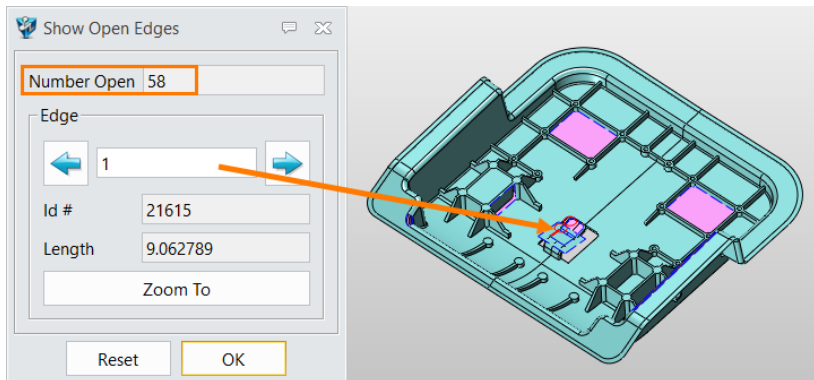 Show Open Edges
Number Open 58
Edge
1
Id # 21615
Length 9.062789
Zoom To
Reset OK